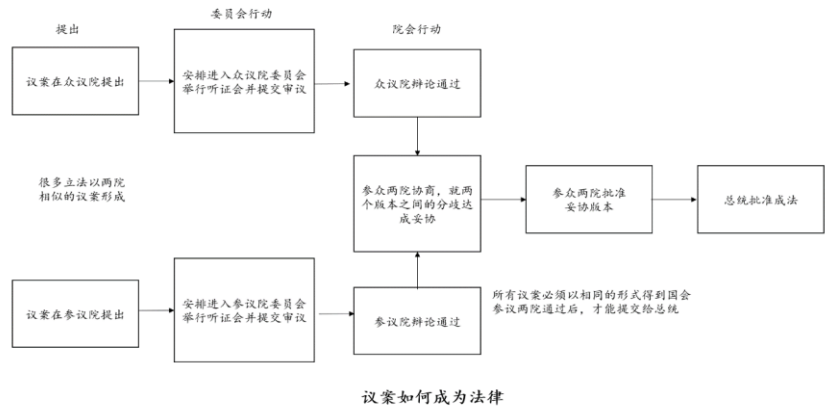 提出
委员会行动
院会行动
议案在众议院提出
安排进入众议院委员会
举行听证会并提交审议
众议院辩论通过
很多立法以两院
相似的议案形成
参众两院协商，就两
个版本之间的分歧达
成妥协
参众两院批准
妥协版本
总统批准成法
议案在参议院提出
安排进入参议院委员会
举行听证会并提交审议
参议院辩论通过
所有议案必须以相同的形式得到国会
参议两院通过后，才能提交给总统
议案如何成为法律